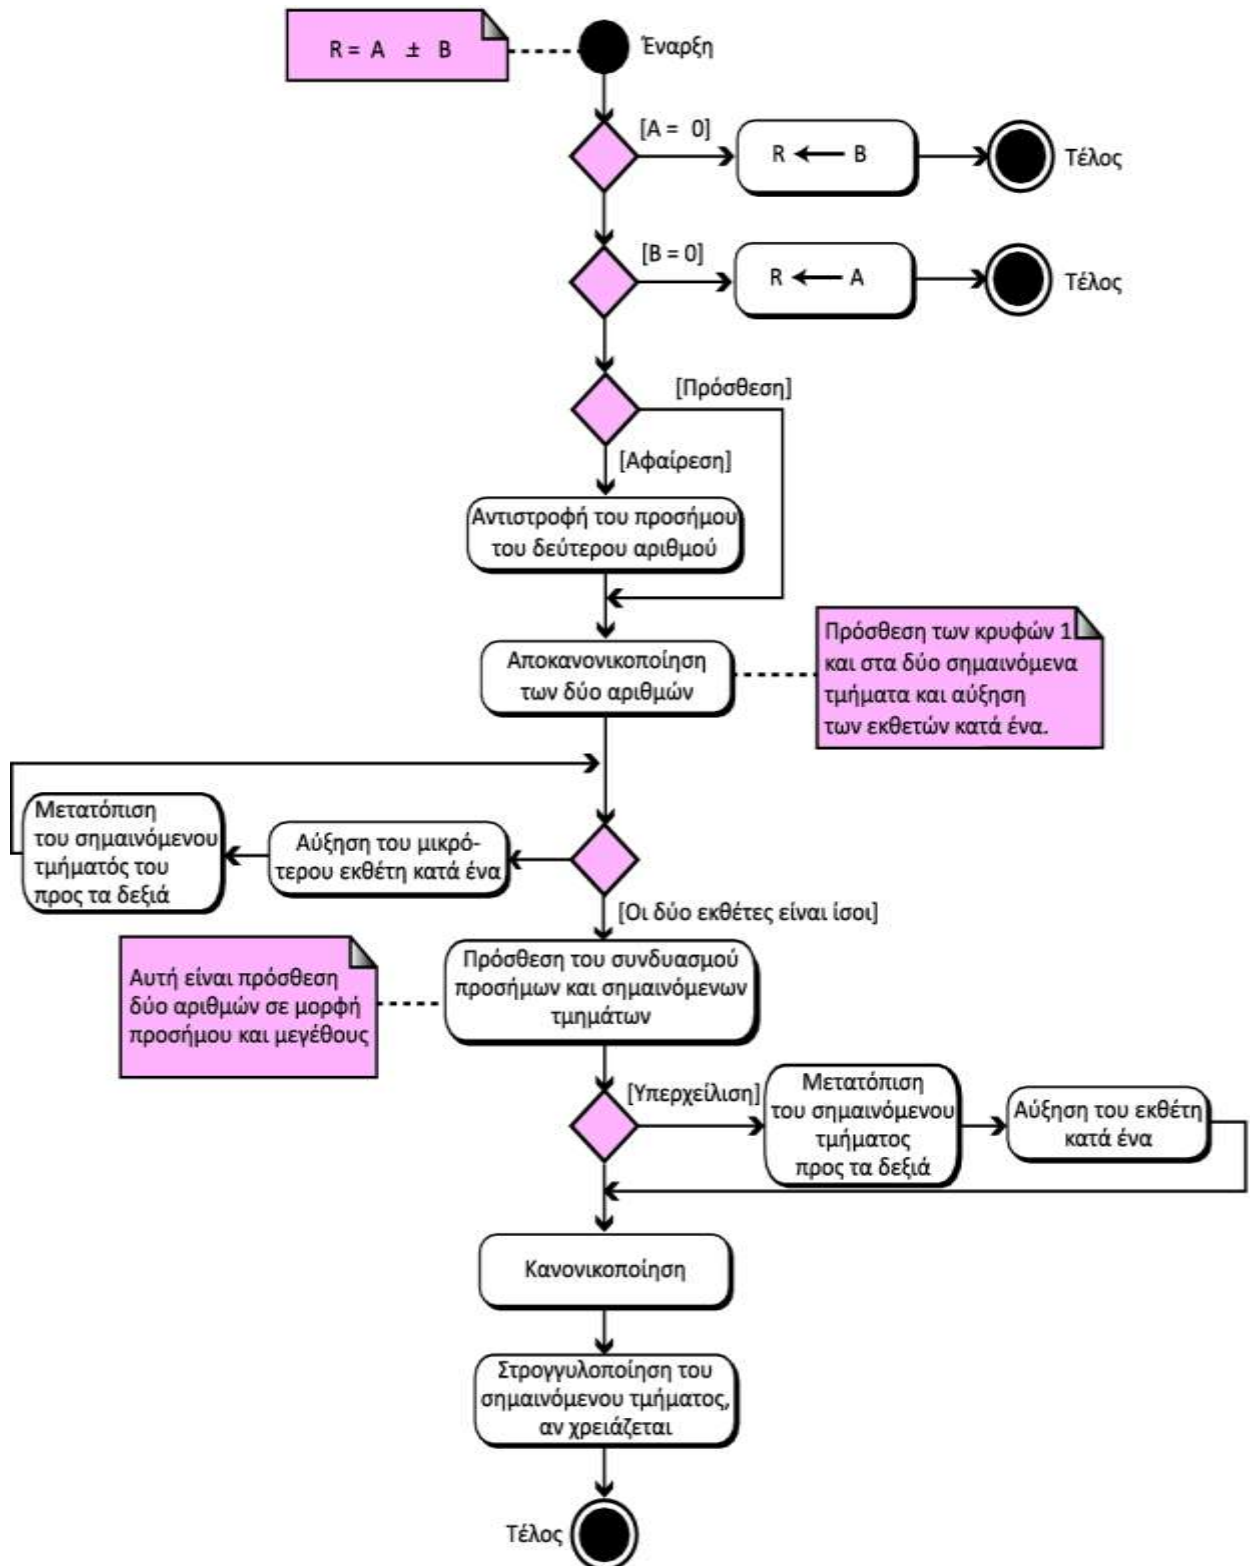 R = A ± B
Έναρξη
[A = 0]
R ← B
Τέλος
[B = 0]
R ← A
Τέλος
[Πρόσθεση]
[Αφαίρεση]
Αντιστροφή του προσήμου
του δεύτερου αριθμού
Αποκανονικοποίηση
των δύο αριθμών
Πρόσθεση των κρυφών 1
και στα δύο σημαινόμενα
τμήματα και αύξηση
των εκθετών κατά ένα.
Μετατόπιση
του σημαινόμενου
τμήματός του
προς τα δεξιά
Αύξηση του μικρό-
τερου εκθέτη κατά ένα
[Οι δύο εκθέτες είναι ίσοι]
Αυτή είναι πρόσθεση
δύο αριθμών σε μορφή
προσήμου και μεγέθους
Πρόσθεση του συνδυασμού
προσήμων και σημαινόμενων
τμημάτων
[Υπερχείλιση]
Μετατόπιση
του σημαινόμενου
τμήματος
προς τα δεξιά
Αύξηση του εκθέτη
κατά ένα
Κανονικοποίηση
Στρογγυλοποίηση του
σημαινόμενου τμήματος,
αν χρειάζεται
Τέλος